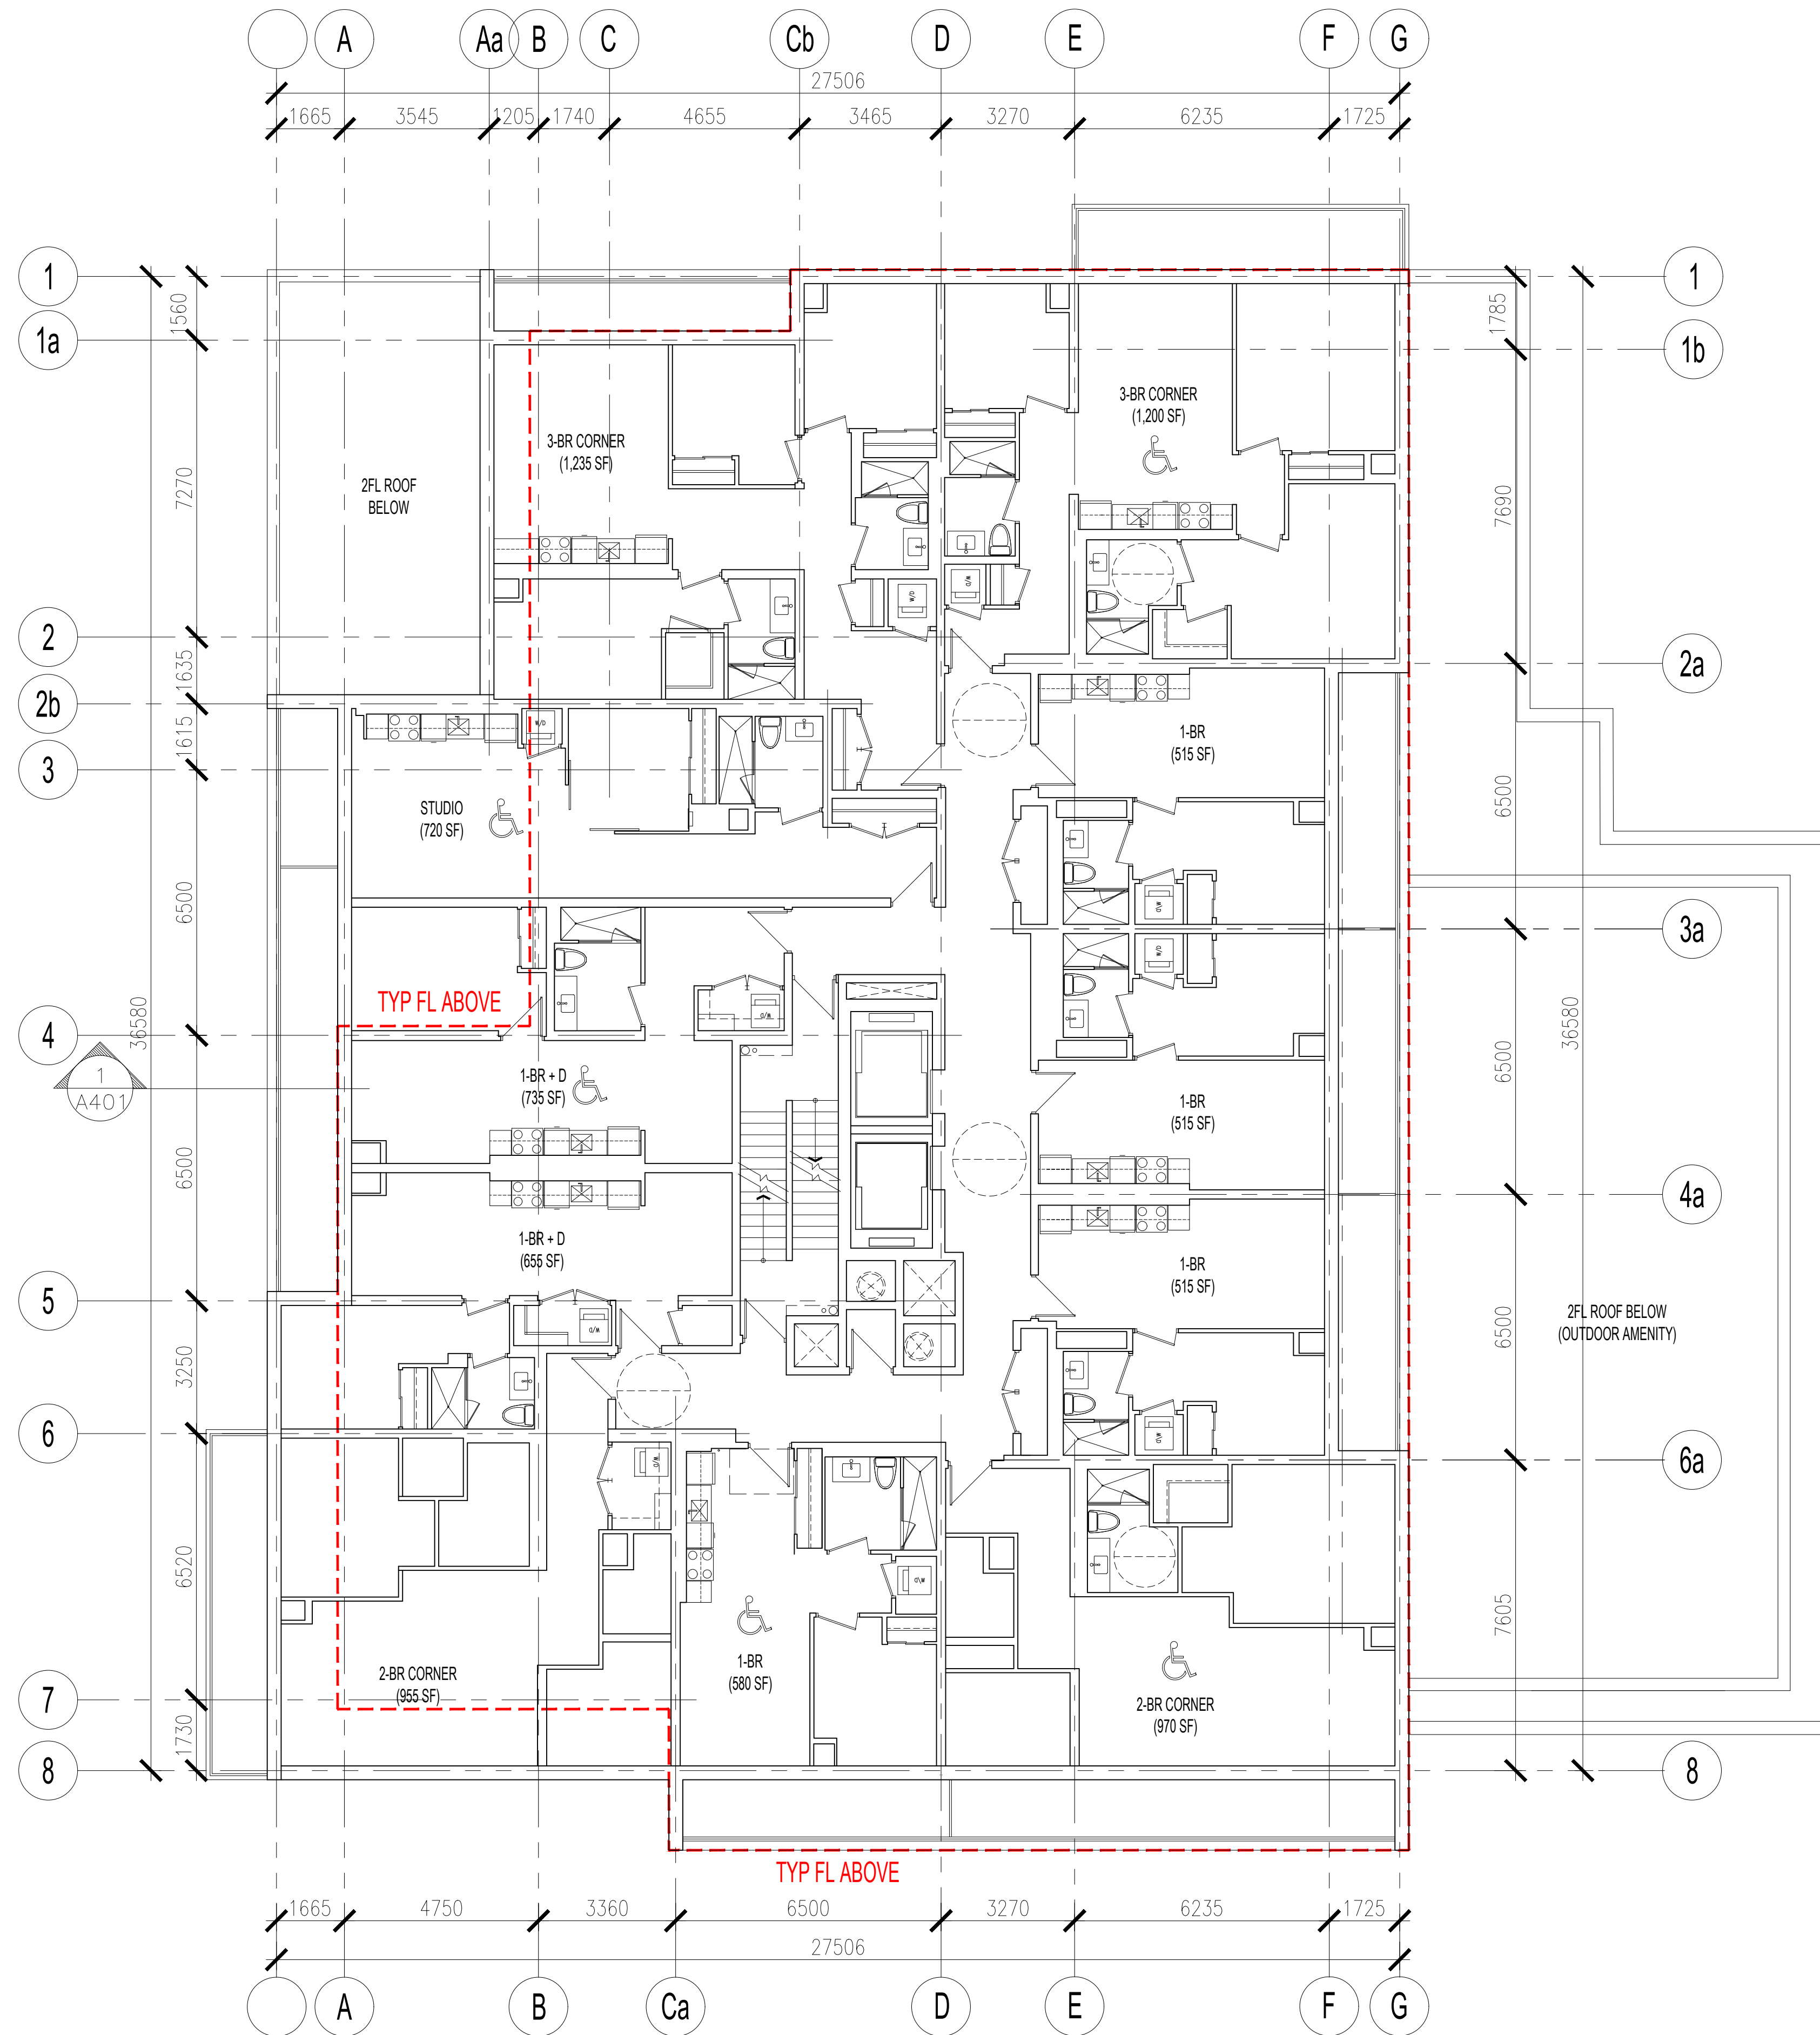 A
Aa
B
C
Cb
D
E
F
G
27506
1665
3545
1205
1740
4655
3465
3270
6235
1725
1
1
1560
1785
1a
1b
3-BR CORNER
(1,200 SF)
3-BR CORNER
(1,235 SF)
2FL ROOF
BELOW
7270
7690
W/D
W/D
2
1635
2a
2b
1615
W/D
1-BR
(515 SF)
3
6500
STUDIO
(720 SF)
W/D
6500
3a
W/D
TYP FL ABOVE
W/D
4
36580
36580
1
A401
1-BR + D
(735 SF)
1-BR
(515 SF)
6500
6500
4a
1-BR + D
(655 SF)
1-BR
(515 SF)
5
W/D
2FL ROOF BELOW
(OUTDOOR AMENITY)
6500
3250
W/D
6
W/D
6a
6520
W/D
7605
2-BR CORNER
(955 SF)
1-BR
(580 SF)
2-BR CORNER
(970 SF)
7
1730
8
8
TYP FL ABOVE
1665
4750
3360
6500
3270
6235
1725
27506
A
B
Ca
D
E
F
G